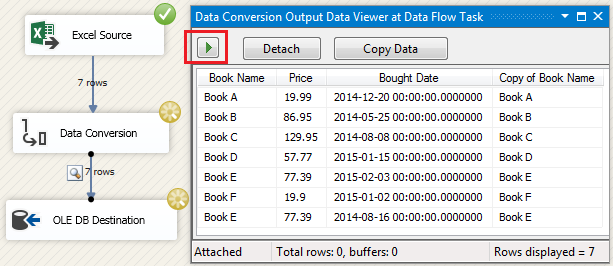 Excel Source
7 rows
Data Conversion
7 rows
OLE DB Destination
Data Conversion Output Data Viewer at Data Flow Task
Detach Copy Data
Book Name Price Bought Date Copy of Book Name
Book A 19.99 2014-12-20 00:00:00.0000000 Book A
Book B 86.95 2014-05-25 00:00:00.0000000 Book B
Book C 129.95 2014-08-08 00:00:00.0000000 Book C
Book D 57.77 2015-01-15 00:00:00.0000000 Book D
Book E 77.39 2015-02-03 00:00:00.0000000 Book E
Book F 19.9 2015-01-02 00:00:00.0000000 Book F
Book E 77.39 2014-08-16 00:00:00.0000000 Book E
Attached Total rows: 0, buffers: 0 Rows displayed = 7